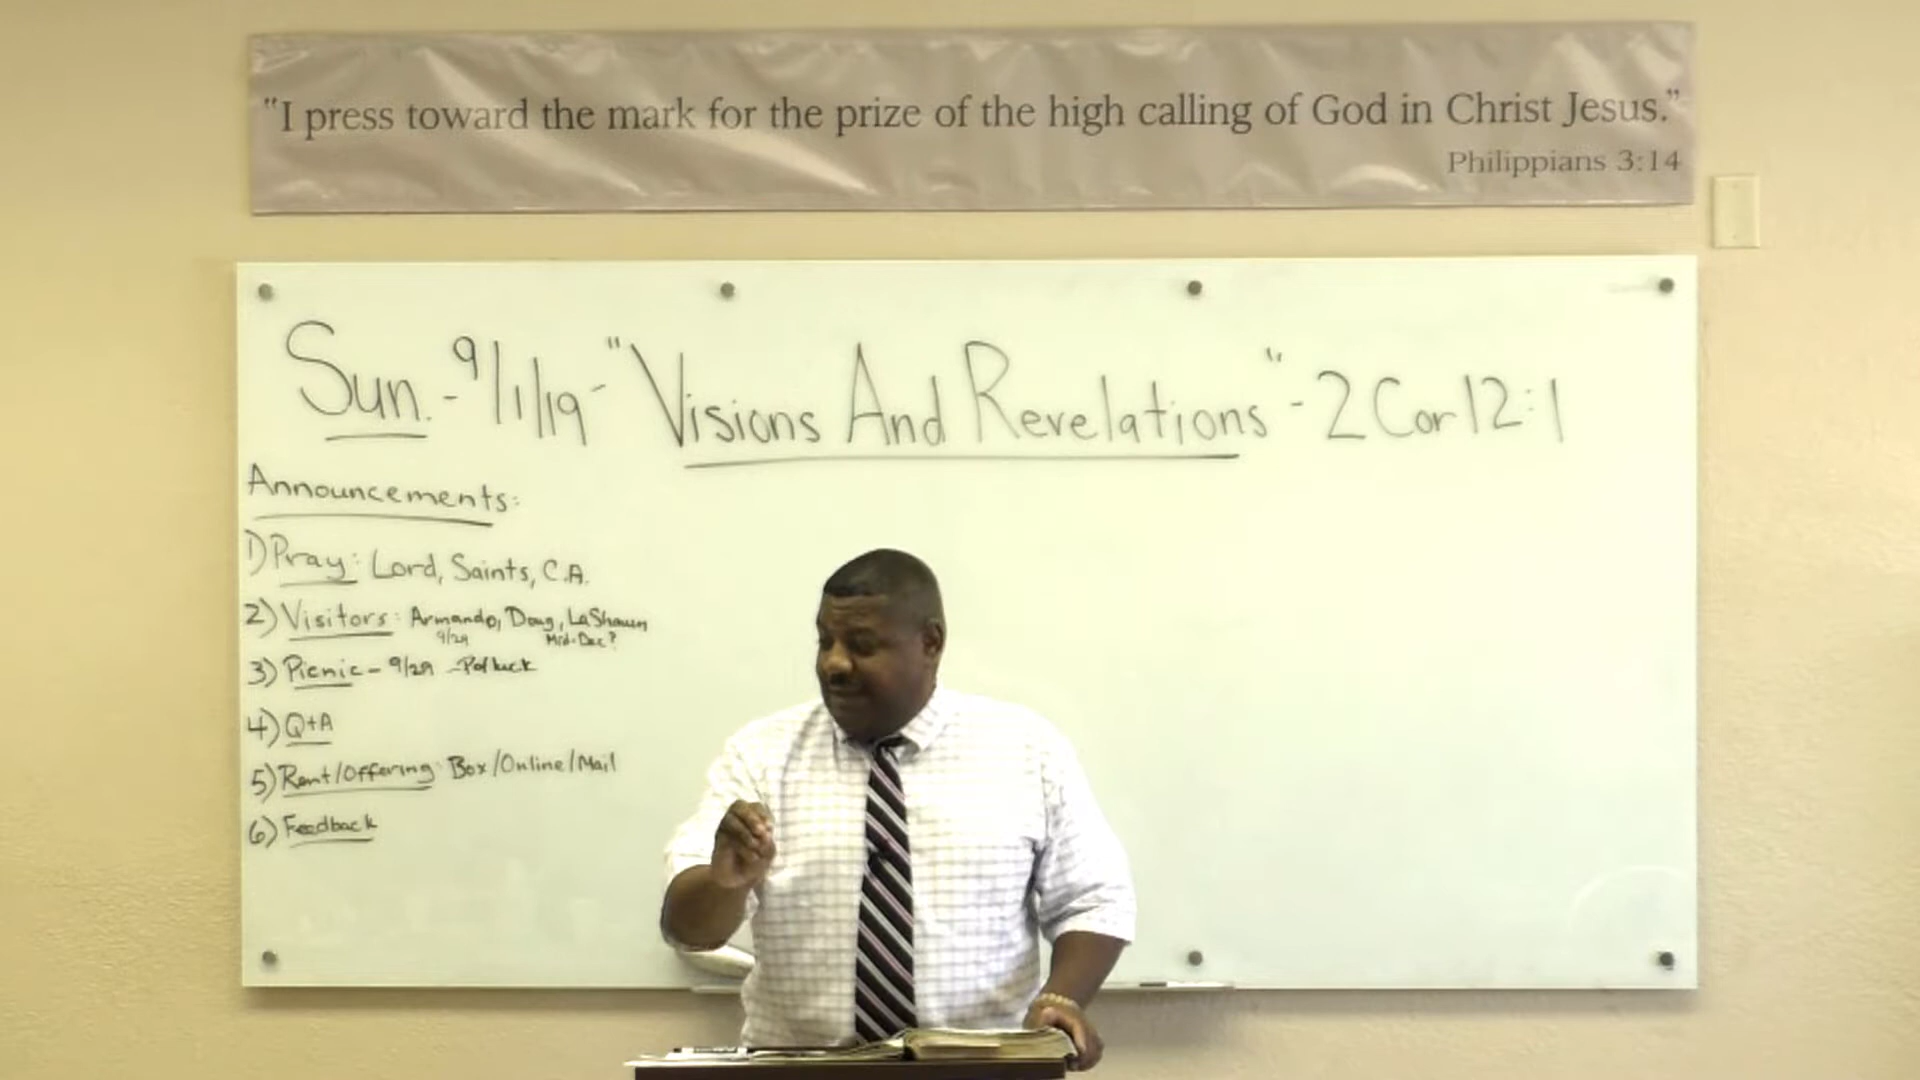 "I press toward the mark for the prize of the high calling of God in Christ Jesus."
Philippians 3:14
Sun. - 9/1/19 - "Visions And Revelations" - 2 Cor 12:1
Announcements:
1) Pray: Lord, Saints, C.A.
2) Visitors: Armando, Doug, LaShawn
9/29 Mid-Dec?
3) Picnic - 9/29 - Potluck
4) Q+A
5) Rent/Offering: Box/Online/Mail
6) Feedback